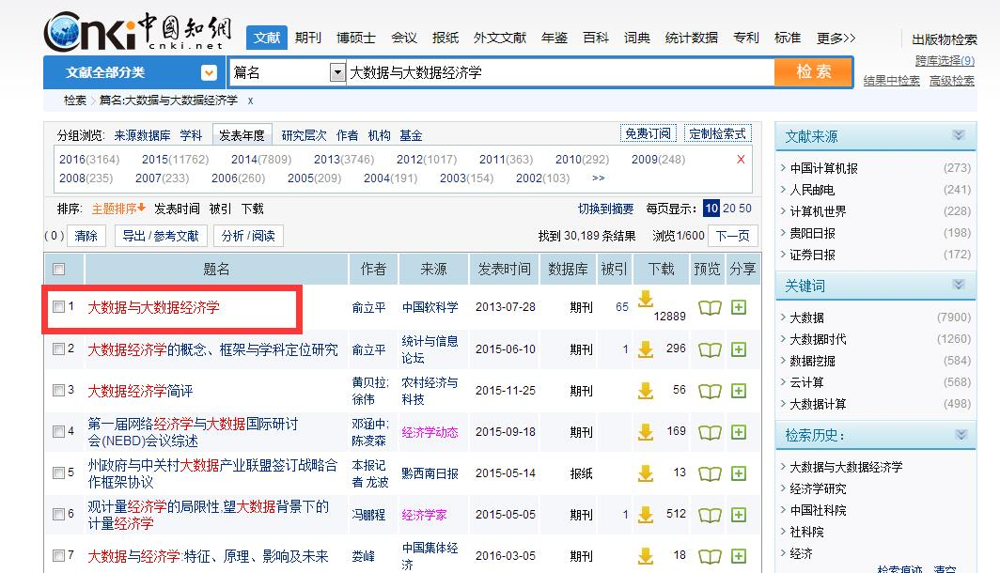 Cnki中国知网
cnki.net
文献 期刊 博硕士 会议 报纸 外文文献 年鉴 百科 词典 统计数据 专利 标准 更多>> 出版物检索
文献全部分类 篇名 大数据与大数据经济学 检索 跨库选择(9)
结果中检索 高级检索
检索 > 篇名:大数据与大数据经济学 x
分组浏览: 来源数据库 学科 发表年度 研究层次 作者 机构 基金 免费订阅 定制检索式
2016(3164) 2015(11762) 2014(7809) 2013(3746) 2012(1017) 2011(363) 2010(292) 2009(248) X
2008(235) 2007(233) 2006(260) 2005(209) 2004(191) 2003(154) 2002(103) >>
排序: 主题排序 发表时间 被引 下载 切换到摘要 每页显示: 10 20 50
(0) 清除 导出/参考文献 分析/阅读 找到 30,189 条结果 浏览1/600 下一页
题名 作者 来源 发表时间 数据库 被引 下载 预览 分享
1 大数据与大数据经济学 俞立平 中国软科学 2013-07-28 期刊 65 12889
2 大数据经济学的概念、框架与学科定位研究 俞立平 统计与信息
论坛 2015-06-10 期刊 1 296
3 大数据经济学简评 黄贝拉;
徐伟 农村经济与
科技 2015-11-25 期刊 56
4 第一届网络经济学与大数据国际研讨
会(NEBD)会议综述 邓涵中;
陈凌森 经济学动态 2015-09-18 期刊 169
5 州政府与中关村大数据产业联盟签订战略合
作框架协议 本报记
者 龙波 黔西南日报 2015-05-14 报纸 13
6 观计量经济学的局限性,望大数据背景下的
计量经济学 冯鹏程 经济学家 2015-05-05 期刊 1 512
7 大数据与经济学:特征、原理、影响及未来 娄峰 中国集体经
济 2016-03-05 期刊 18
文献来源
> 中国计算机报 (273)
> 人民邮电 (241)
> 计算机世界 (228)
> 贵阳日报 (198)
> 证券日报 (172)
关键词
> 大数据 (7900)
> 大数据时代 (1260)
> 数据挖掘 (584)
> 云计算 (568)
> 大数据计算 (498)
检索历史:
> 大数据与大数据经济学
> 经济学研究
> 中国社科院
> 社科院
> 经济
检索痕迹 清空